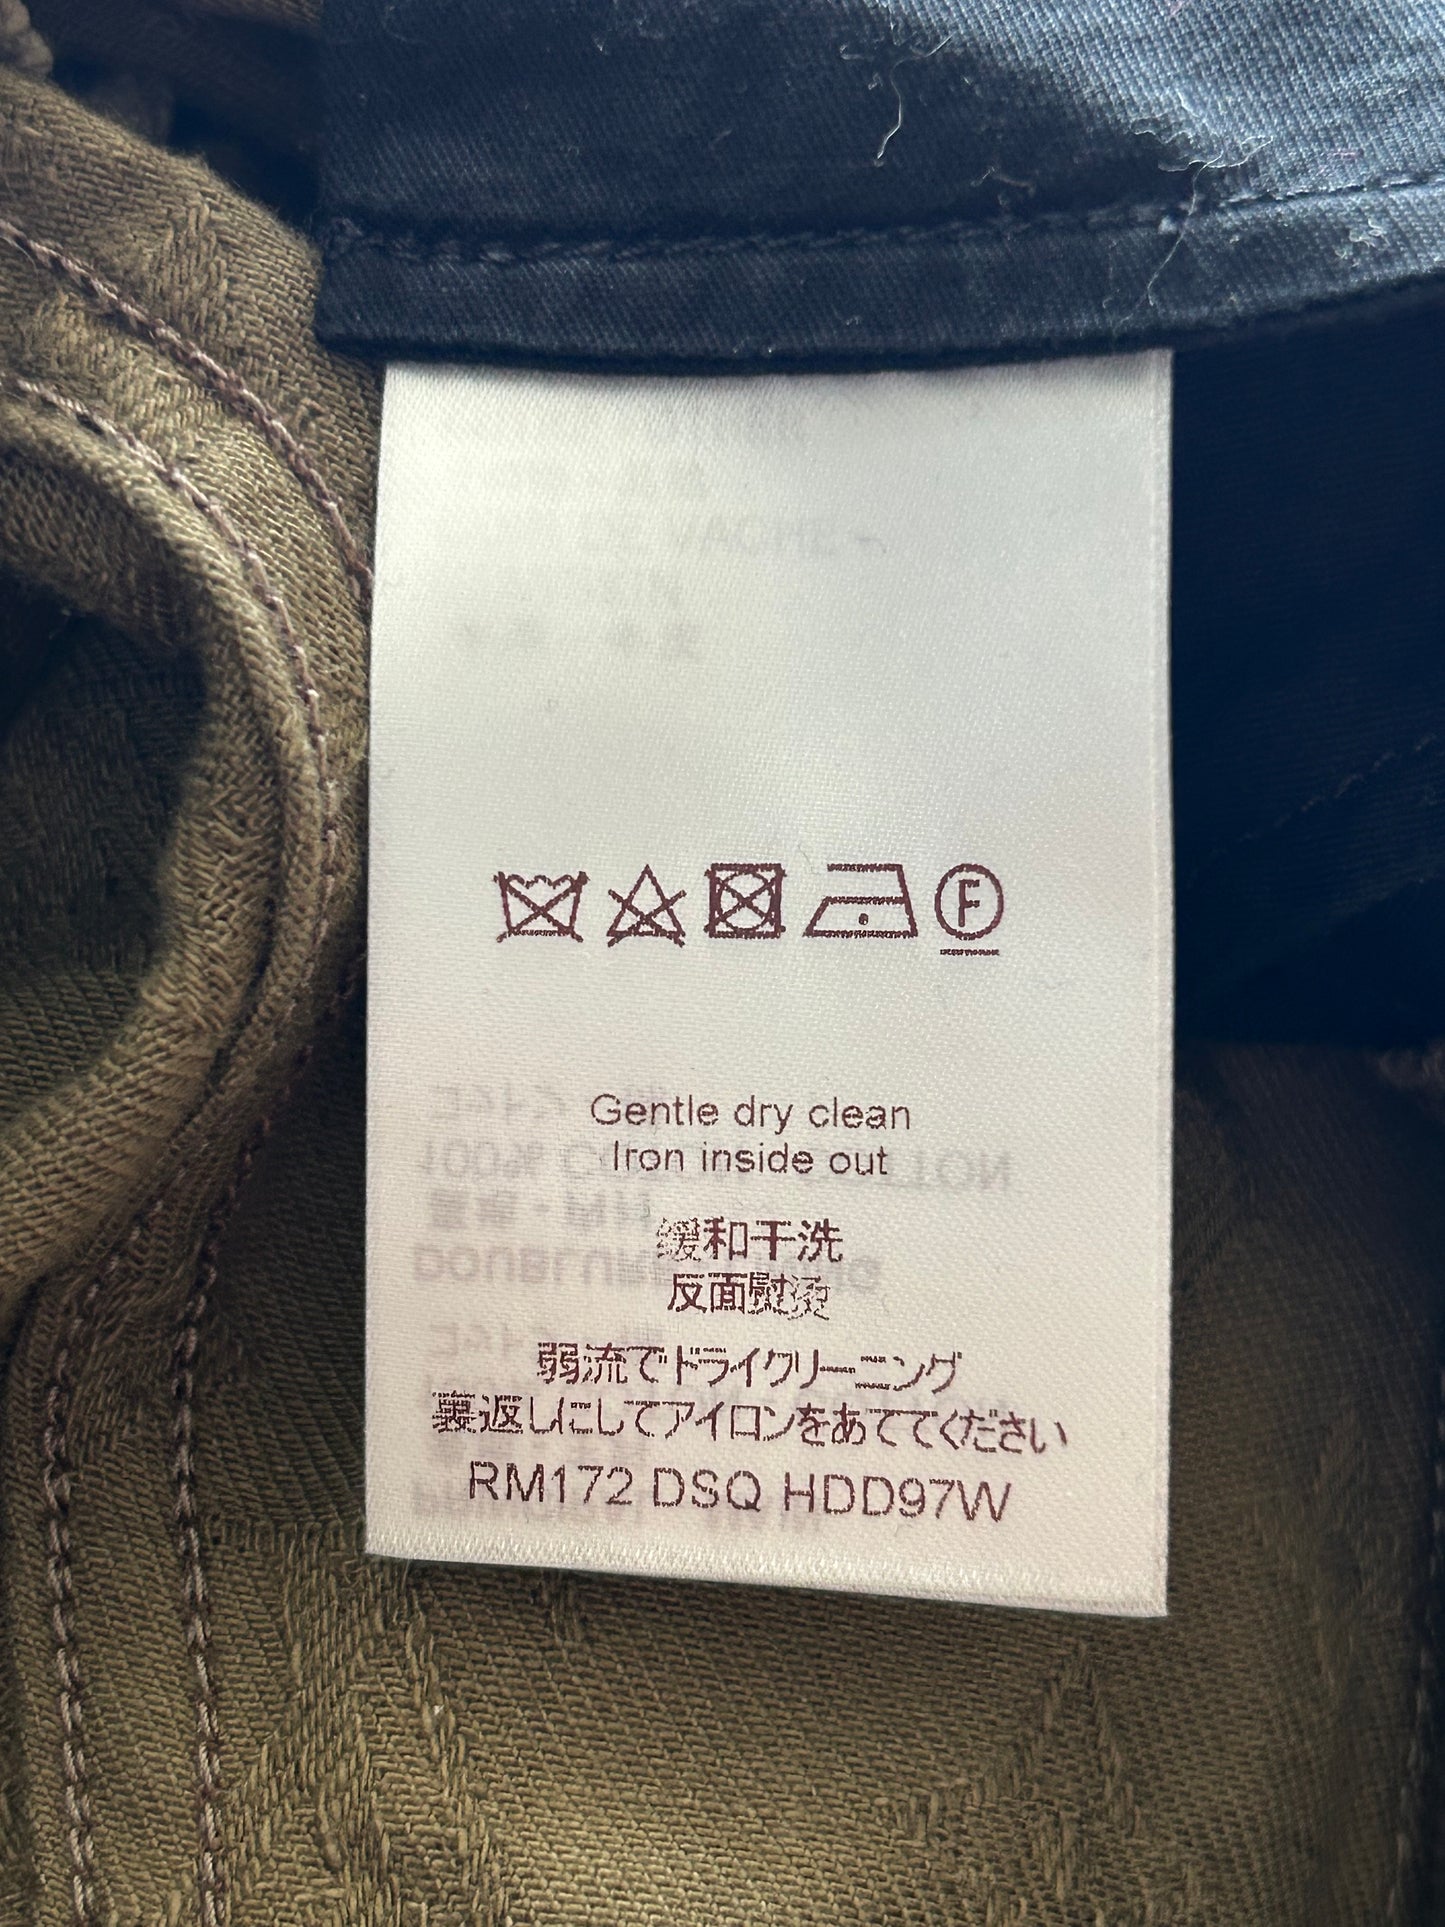 F
Gentle dry clean
Iron inside out
缓和干洗
反面熨烫
弱流でドライクリーニング
裏返しにしてアイロンをあててください
RM172 DSQ HDD97W